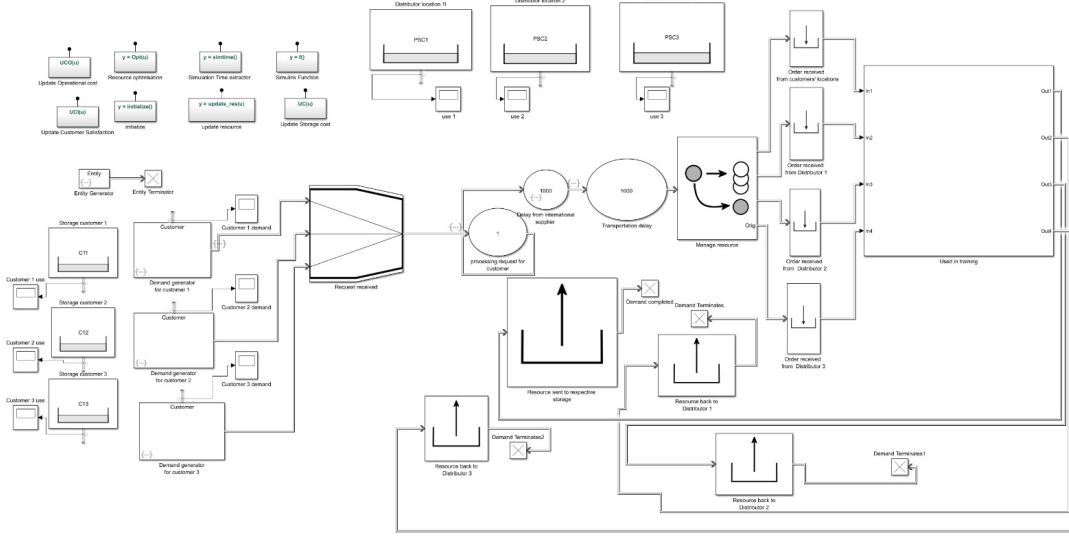 Distributor location 1l
Distributor location 2
PSC1
PSC2
PSC3
use 1
use 2
use 3
UCO(u)
Update Operational cost
y = Opt(u)
Resource optimisation
y = simtime()
Simuation Time extractor
y = f()
Simulink Function
UCl(u)
Update Customer Satisfaction
y = initialize()
initialize
y = update_res(u)
update resource
UC(u)
Update Storage cost
Entity
{...}
Entity Generator
Entity Terminator
Storage customer 1
C11
Customer 1 use
Storage customer 2
C12
Customer 2 use
Storage customer 3
C13
Customer 3 use
Customer
{...}
Demand generator
for customer 1
Customer 1 demand
{...}
Customer
{...}
Demand generator
for customer 2
Customer 2 demand
Customer
{...}
Demand generator
for customer 3
Customer 3 demand
Request received
{...}
1
processing request for
customer
1000
{...}
Delay from international
supplier
{...}
1000
Transportation delay
Orig
Manage resource
Order received
from customers' locations
Order received
from Distributor 1
Order received
from Distributor 2
Order received
from Distributor 3
In1
In2
In3
In4
Out1
Out2
Out3
Out4
Used in training
Resource sent to respective
storage
Demand completed
Demand Terminates
Resource back to
Distributor 1
Resource back to
Distributor 3
Demand Terminates2
Resource back to
Distributor 2
Demand Terminates1